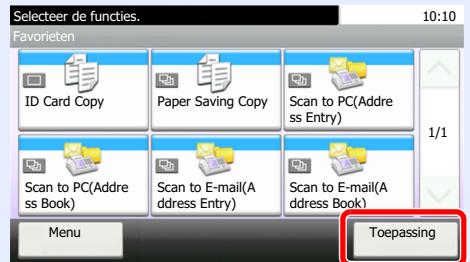 Selecteer de functies.
10:10
Favorieten
ID Card Copy
Paper Saving Copy
Scan to PC(Addre
ss Entry)
1/1
Scan to PC(Addre
ss Book)
Scan to E-mail(A
ddress Entry)
Scan to E-mail(A
ddress Book)
Menu
Toepassing